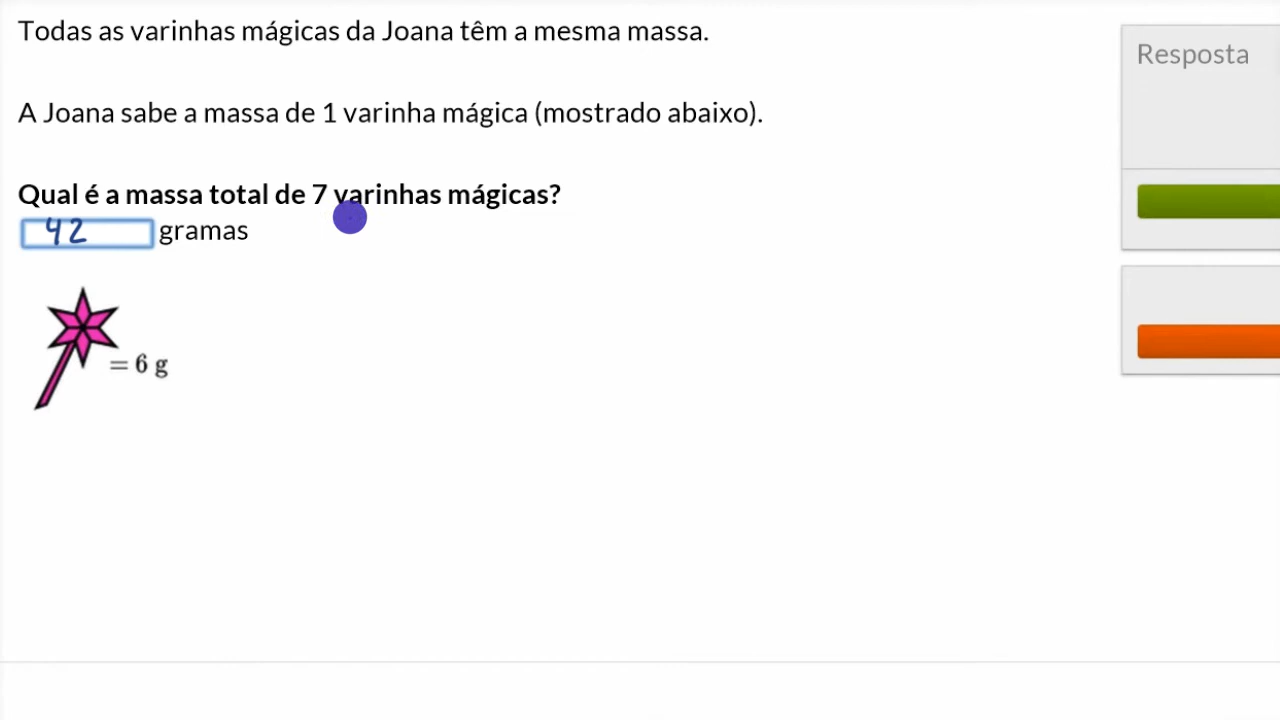 Todas as varinhas mágicas da Joana têm a mesma massa.
A Joana sabe a massa de 1 varinha mágica (mostrado abaixo).
Qual é a massa total de 7 varinhas mágicas?
42 gramas
= 6 g
Resposta